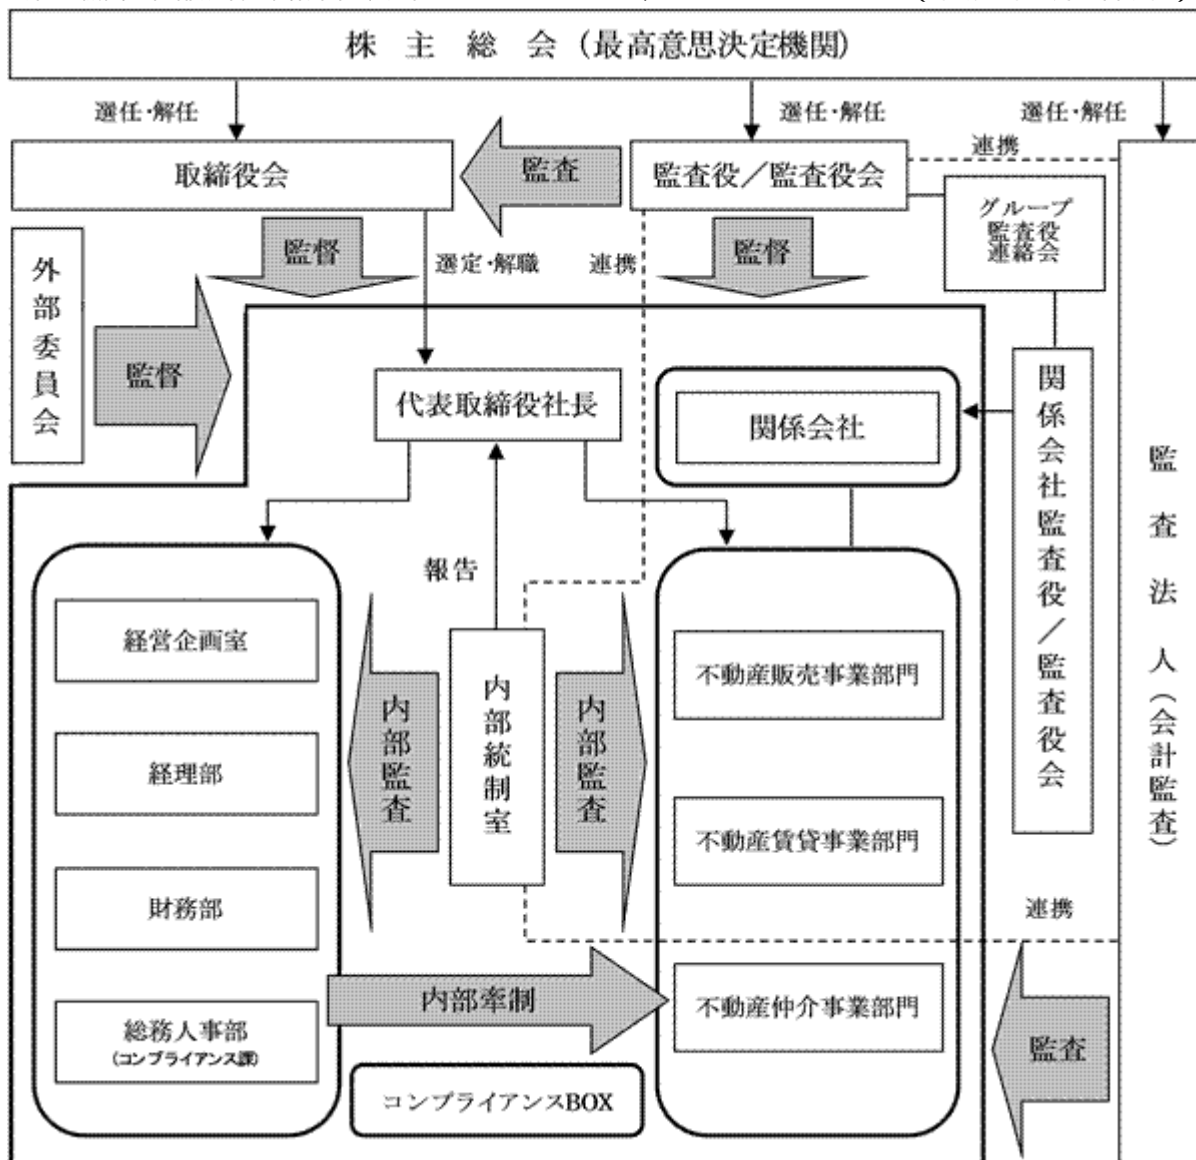 株主総会（最高意思決定機関）
選任・解任
選任・解任
選任・解任
取締役会
監査
監査役／監査役会
連携
グループ
監査役
連絡会
監督
選定・解職
連携
監督
外部委員会
監督
代表取締役社長
関係会社
関係会社監査役／監査役会
監査法人（会計監査）
報告
経営企画室
経理部
財務部
総務人事部
（コンプライアンス課）
内部監査
内部統制室
内部監査
不動産販売事業部門
不動産賃貸事業部門
不動産仲介事業部門
連携
内部牽制
監査
コンプライアンスBOX